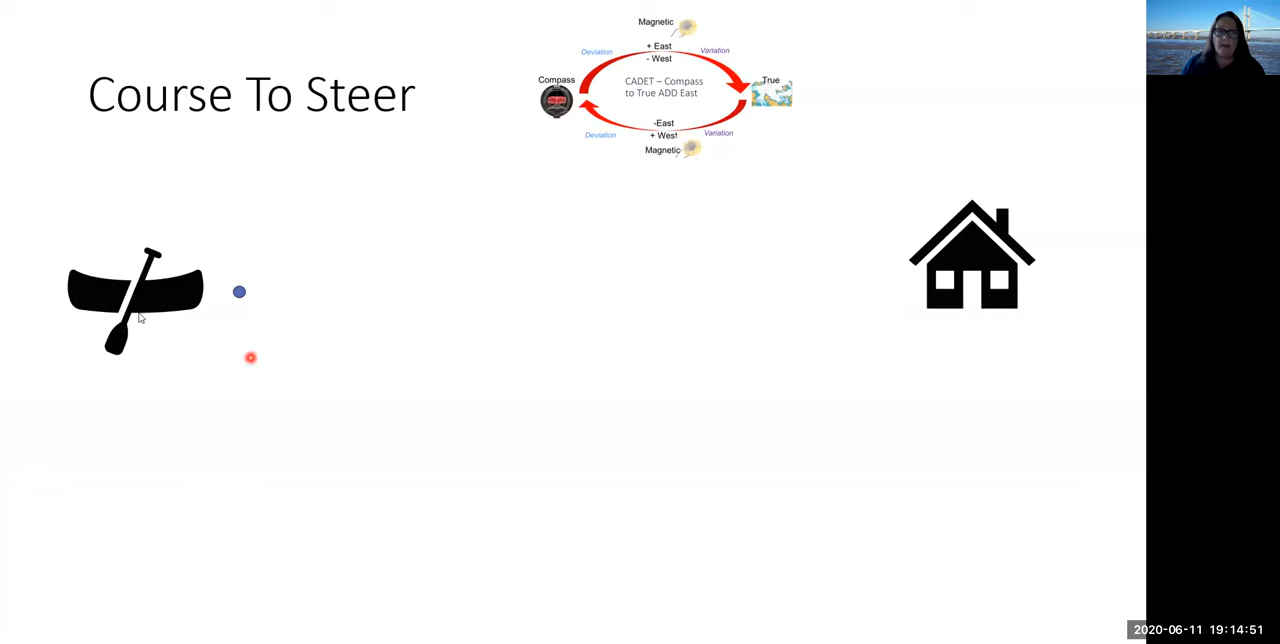 Magnetic
+ East
- West
Deviation
Variation
Course To Steer
Compass
CADET – Compass
to True ADD East
True
-East
+ West
Deviation
Variation
Magnetic
2020-06-11 19:14:51